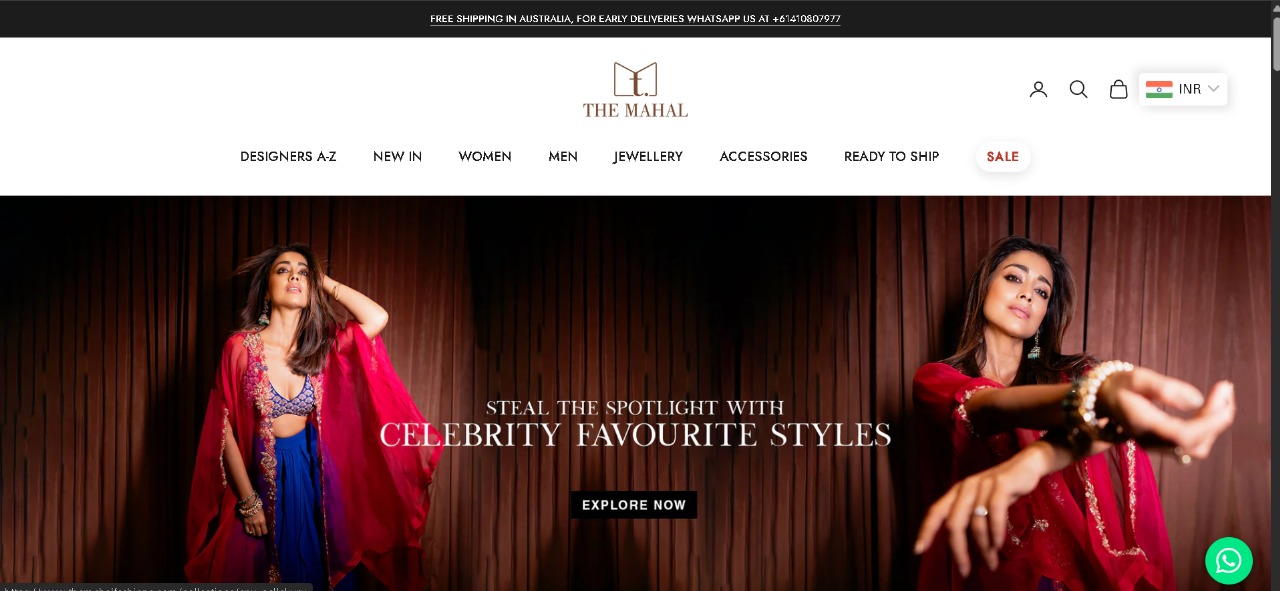 FREE SHIPPING IN AUSTRALIA, FOR EARLY DELIVERIES WHATSAPP US AT +61410807977
t.
THE MAHAL
INR
DESIGNERS A-Z NEW IN WOMEN MEN JEWELLERY ACCESSORIES READY TO SHIP SALE
STEAL THE SPOTLIGHT WITH
CELEBRITY FAVOURITE STYLES
EXPLORE NOW